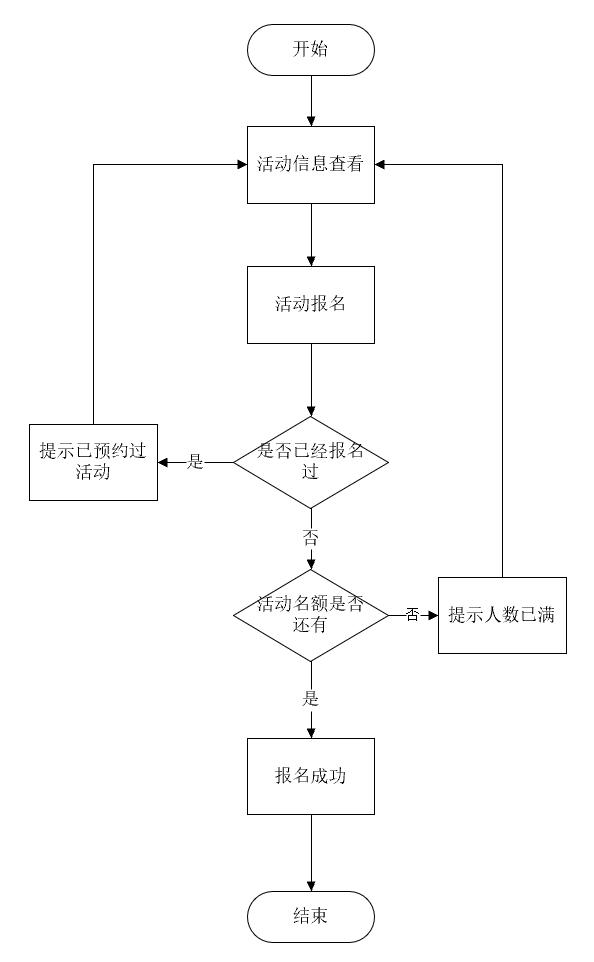 开始
活动信息查看
活动报名
是否已经报名
过
是
提示已预约过
活动
否
活动名额是否
还有
否
提示人数已满
是
报名成功
结束